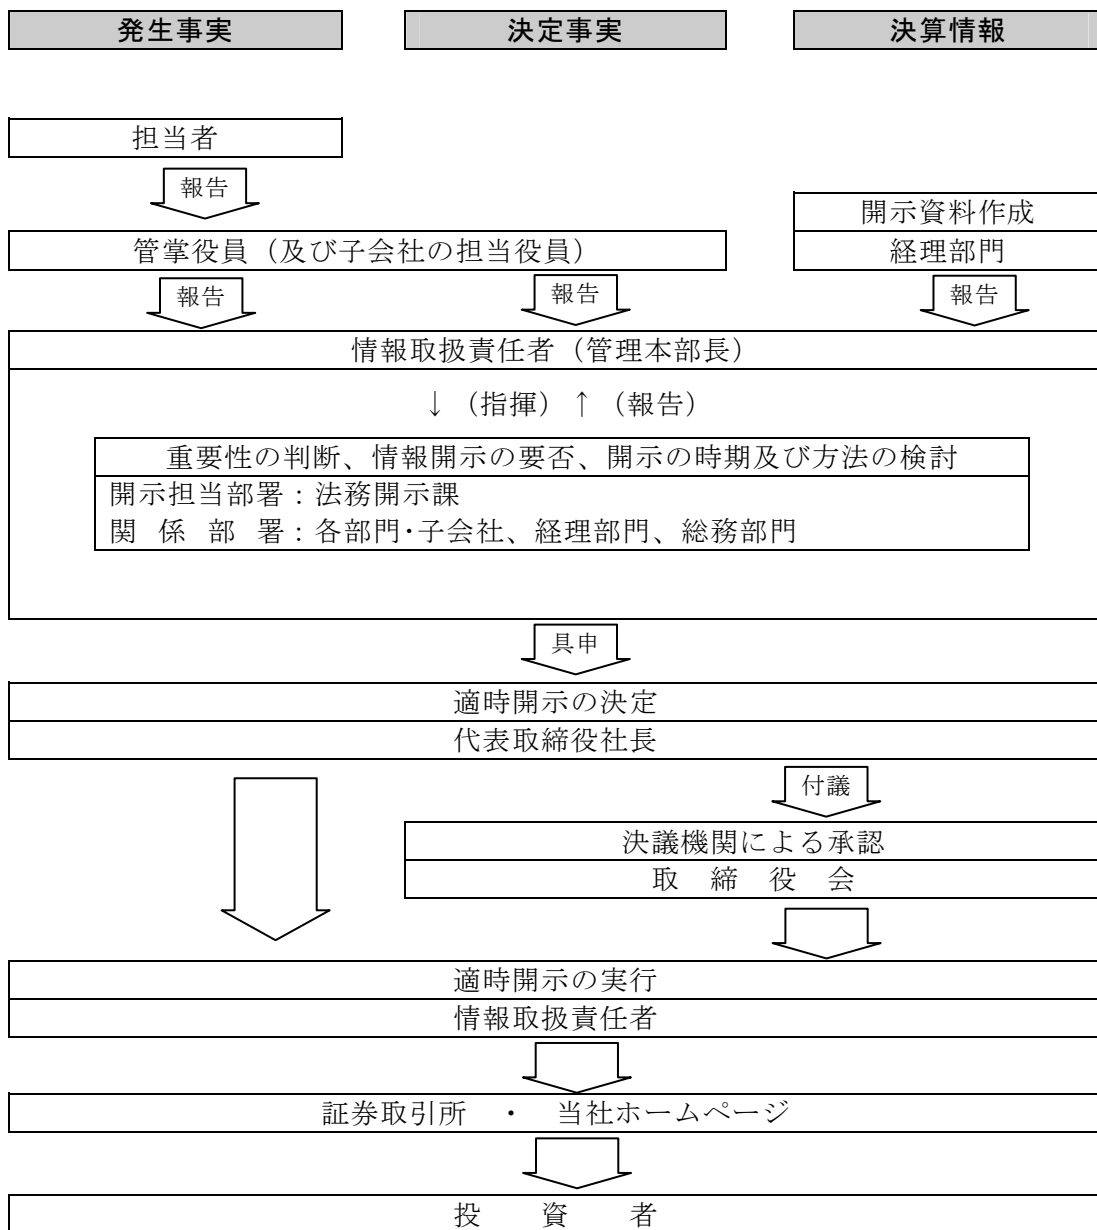 発生事実 決定事実 決算情報
担当者
報告
開示資料作成
管掌役員（及び子会社の担当役員） 経理部門
報告 報告 報告
情報取扱責任者（管理本部長）
↓（指揮）↑（報告）
重要性の判断、情報開示の要否、開示の時期及び方法の検討
開示担当部署：法務開示課
関係部署：各部門・子会社、経理部門、総務部門
具申
適時開示の決定
代表取締役社長
付議
決議機関による承認
取締役会
適時開示の実行
情報取扱責任者
証券取引所 ・ 当社ホームページ
投資者